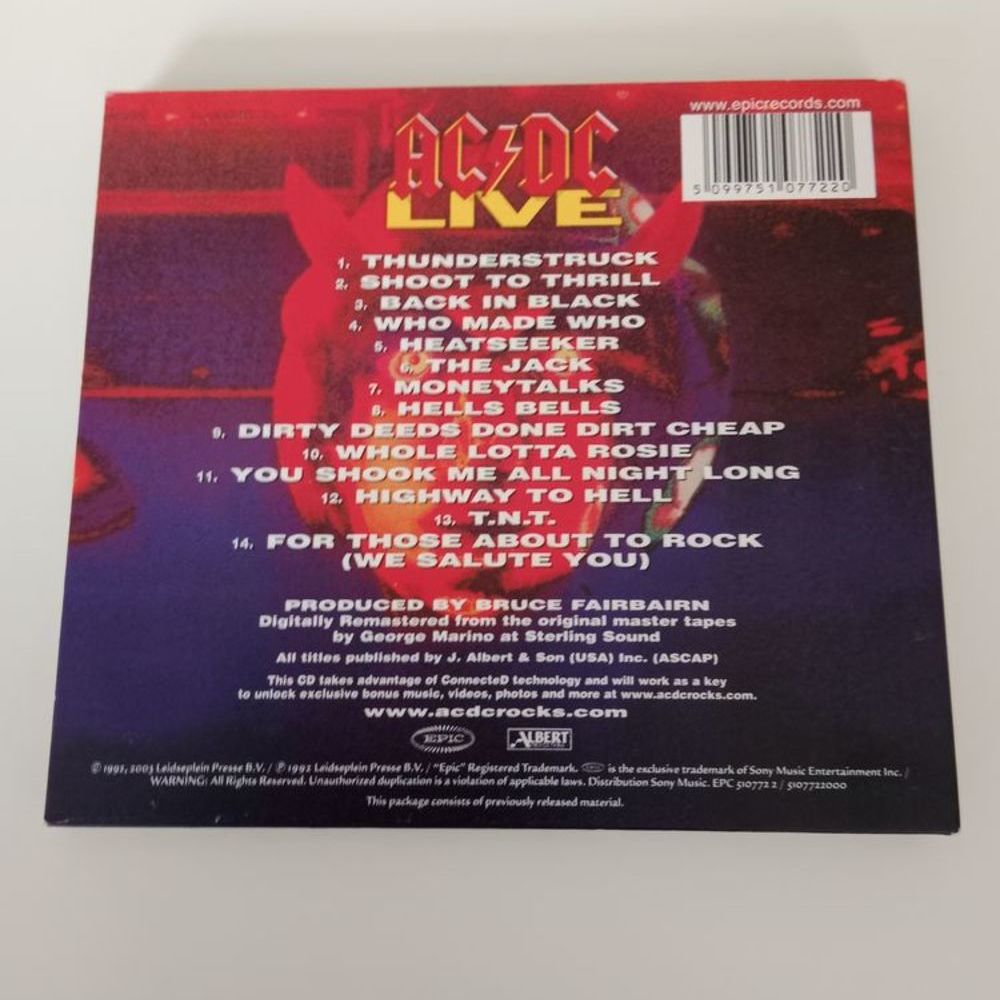 www.epicrecords.com
5 099751 077220
AC/DC
LIVE
1. THUNDERSTRUCK
2. SHOOT TO THRILL
3. BACK IN BLACK
4. WHO MADE WHO
5. HEATSEEKER
6. THE JACK
7. MONEYTALKS
8. HELLS BELLS
9. DIRTY DEEDS DONE DIRT CHEAP
10. WHOLE LOTTA ROSIE
11. YOU SHOOK ME ALL NIGHT LONG
12. HIGHWAY TO HELL
13. T.N.T.
14. FOR THOSE ABOUT TO ROCK
(WE SALUTE YOU)
PRODUCED BY BRUCE FAIRBAIRN
Digitally Remastered from the original master tapes
by George Marino at Sterling Sound
All titles published by J. Albert & Son (USA) Inc. (ASCAP)
This CD takes advantage of ConnecteD technology and will work as a key
to unlock exclusive bonus music, videos, photos and more at www.acdcrocks.com.
www.acdcrocks.com
EPIC ALBERT
© 1992, 2003 Leidseplein Presse B.V. / ℗ 1992 Leidseplein Presse B.V. / "Epic" Registered Trademark. is the exclusive trademark of Sony Music Entertainment Inc. /
WARNING: All Rights Reserved. Unauthorized duplication is a violation of applicable laws. Distribution Sony Music. EPC 510772 2 / 5107722000
This package consists of previously released material.